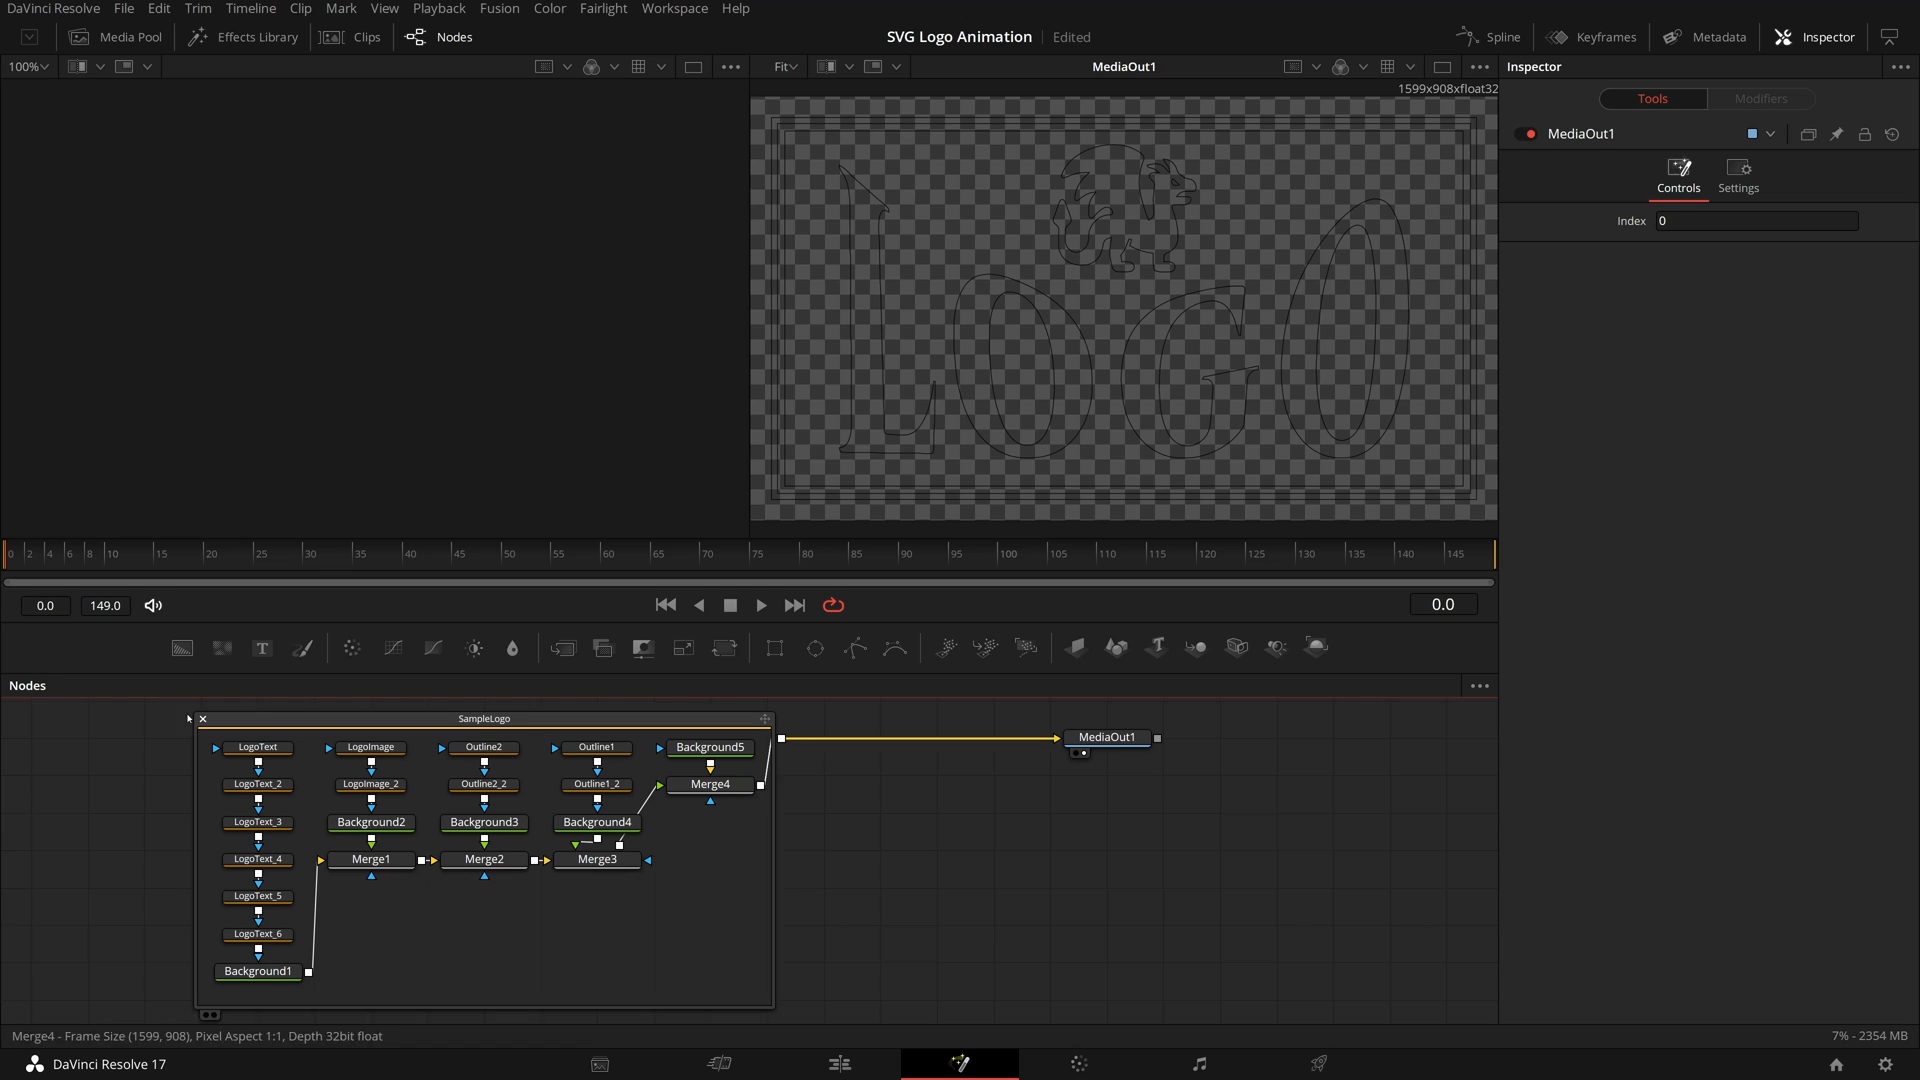 DaVinci Resolve File Edit Trim Timeline Clip Mark View Playback Fusion Color Fairlight Workspace Help
Media Pool Effects Library Clips Nodes SVG Logo Animation Edited Spline Keyframes Metadata Inspector
100% Fit MediaOut1 Inspector
1599x908xfloat32
Tools Modifiers
MediaOut1
Controls Settings
Index 0
LOGO
0 2 4 6 8 10 15 20 25 30 35 40 45 50 55 60 65 70 75 80 85 90 95 100 105 110 115 120 125 130 135 140 145
0.0 149.0 0.0
Nodes
SampleLogo
LogoText LogoImage Outline2 Outline1 Background5 MediaOut1
LogoText_2 LogoImage_2 Outline2_2 Outline1_2 Merge4
LogoText_3 Background2 Background3 Background4
LogoText_4 Merge1 Merge2 Merge3
LogoText_5
LogoText_6
Background1
Merge4 - Frame Size (1599, 908), Pixel Aspect 1:1, Depth 32bit float 7% - 2354 MB
DaVinci Resolve 17